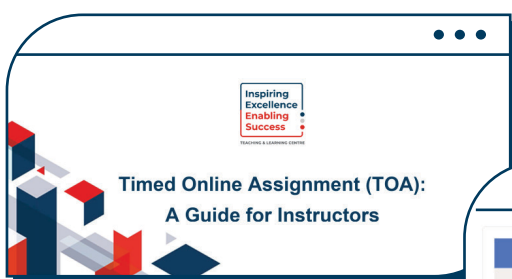 Inspiring
Excellence
Enabling
Success
TEACHING & LEARNING CENTRE
Timed Online Assignment (TOA):
A Guide for Instructors